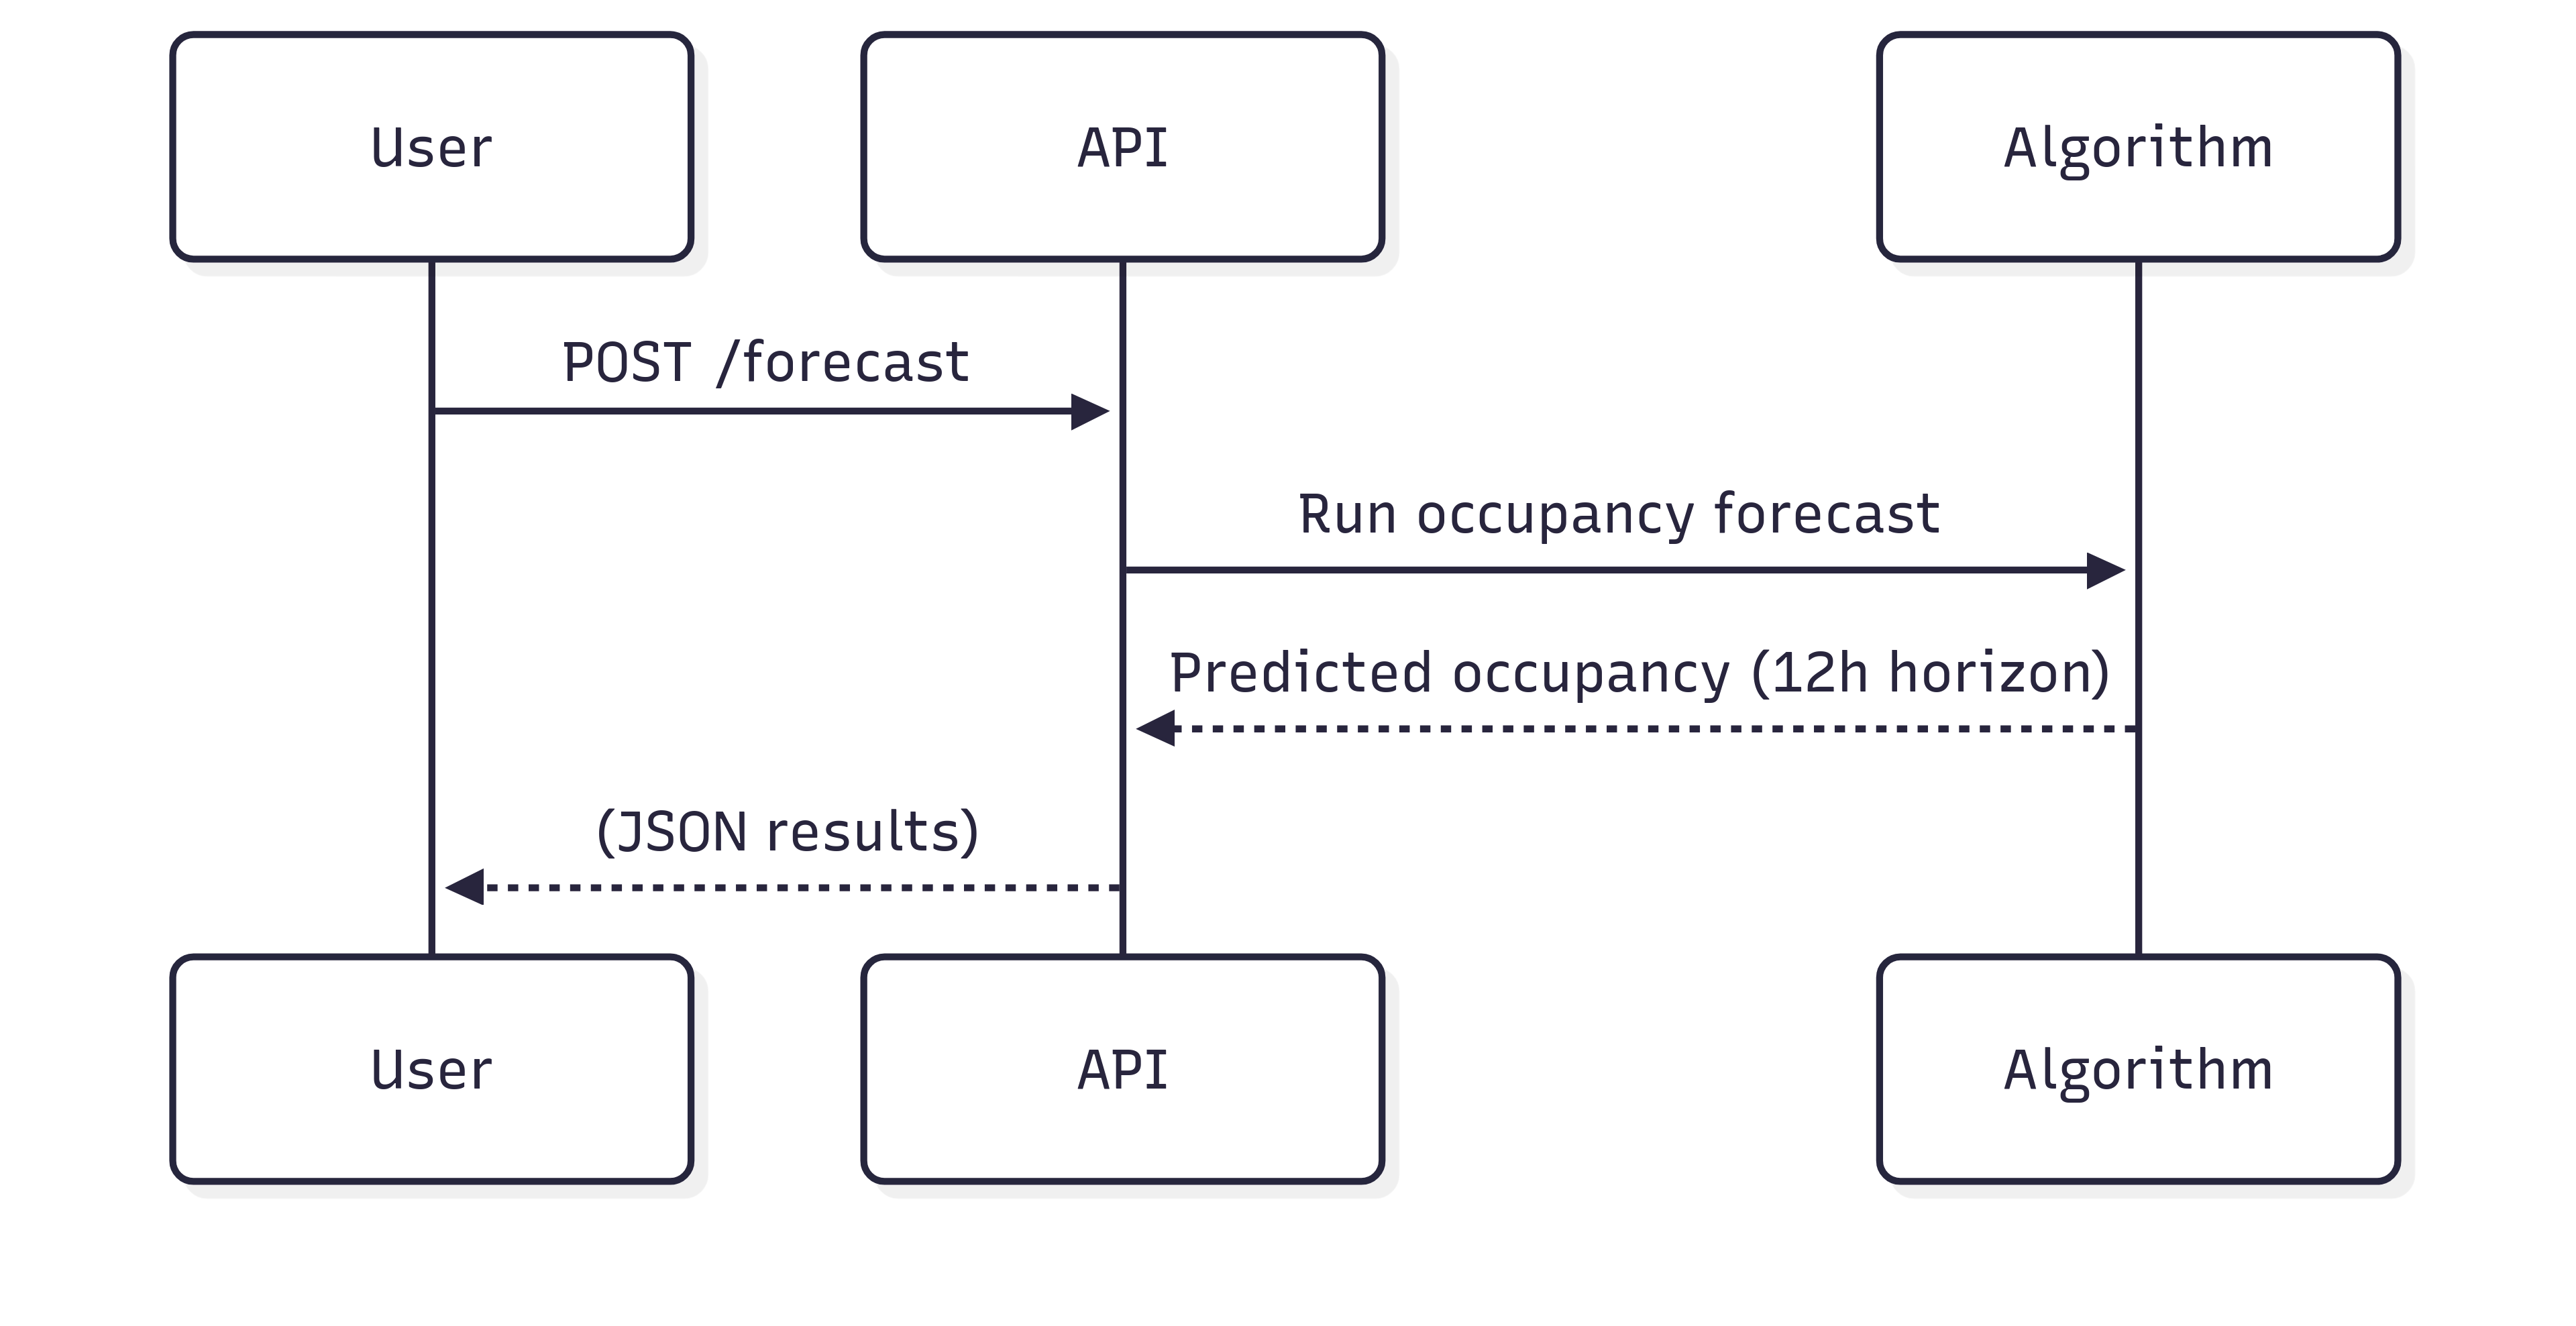 User
API
Algorithm
POST /forecast
Run occupancy forecast
Predicted occupancy (12h horizon)
(JSON results)
User
API
Algorithm